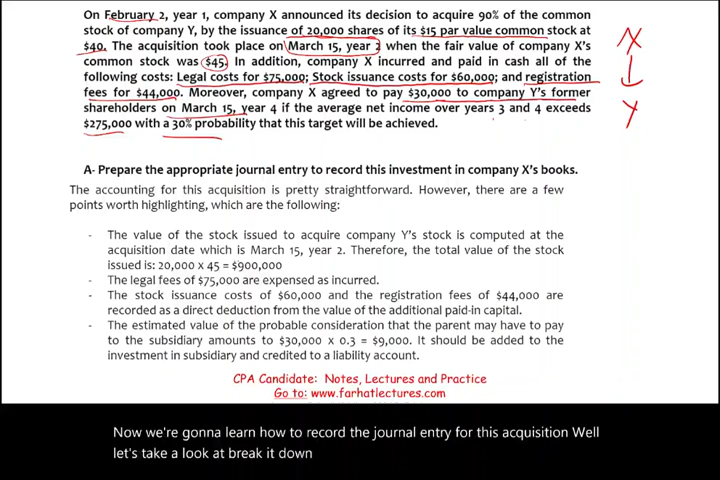 On February 2, year 1, company X announced its decision to acquire 90% of the common
stock of company Y, by the issuance of 20,000 shares of its $15 par value common stock at
$40. The acquisition took place on March 15, year 2 when the fair value of company X's
common stock was $45. In addition, company X incurred and paid in cash all of the
following costs: Legal costs for $75,000; Stock issuance costs for $60,000; and registration
fees for $44,000. Moreover, company X agreed to pay $30,000 to company Y's former
shareholders on March 15, year 4 if the average net income over years 3 and 4 exceeds
$275,000 with a 30% probability that this target will be achieved.
X
Y
A- Prepare the appropriate journal entry to record this investment in company X's books.
The accounting for this acquisition is pretty straightforward. However, there are a few
points worth highlighting, which are the following:
- The value of the stock issued to acquire company Y's stock is computed at the
acquisition date which is March 15, year 2. Therefore, the total value of the stock
issued is: 20,000 x 45 = $900,000
- The legal fees of $75,000 are expensed as incurred.
- The stock issuance costs of $60,000 and the registration fees of $44,000 are
recorded as a direct deduction from the value of the additional paid-in capital.
- The estimated value of the probable consideration that the parent may have to pay
to the subsidiary amounts to $30,000 x 0.3 = $9,000. It should be added to the
investment in subsidiary and credited to a liability account.
CPA Candidate: Notes, Lectures and Practice
Go to: www.farhatlectures.com
Now we're gonna learn how to record the journal entry for this acquisition Well
let's take a look at break it down